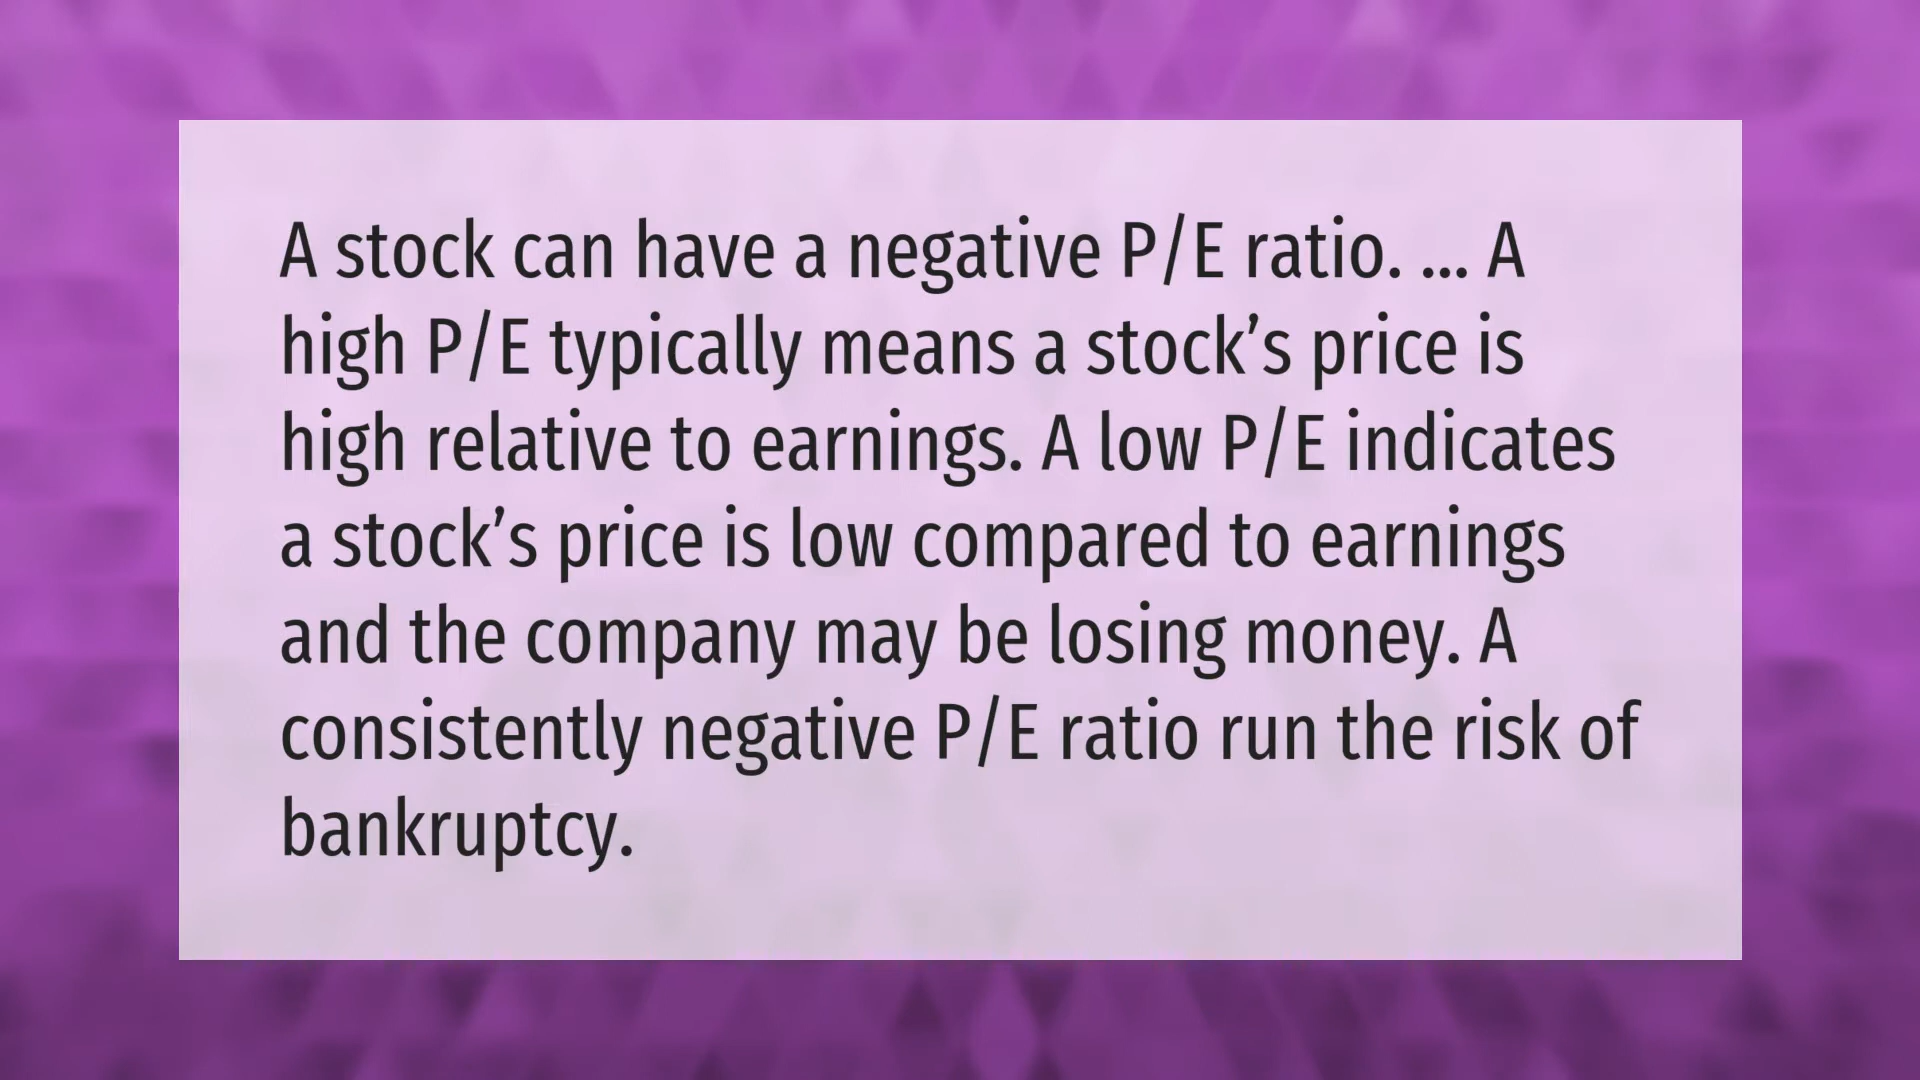 A stock can have a negative P/E ratio. ... A
high P/E typically means a stock’s price is
high relative to earnings. A low P/E indicates
a stock’s price is low compared to earnings
and the company may be losing money. A
consistently negative P/E ratio run the risk of
bankruptcy.